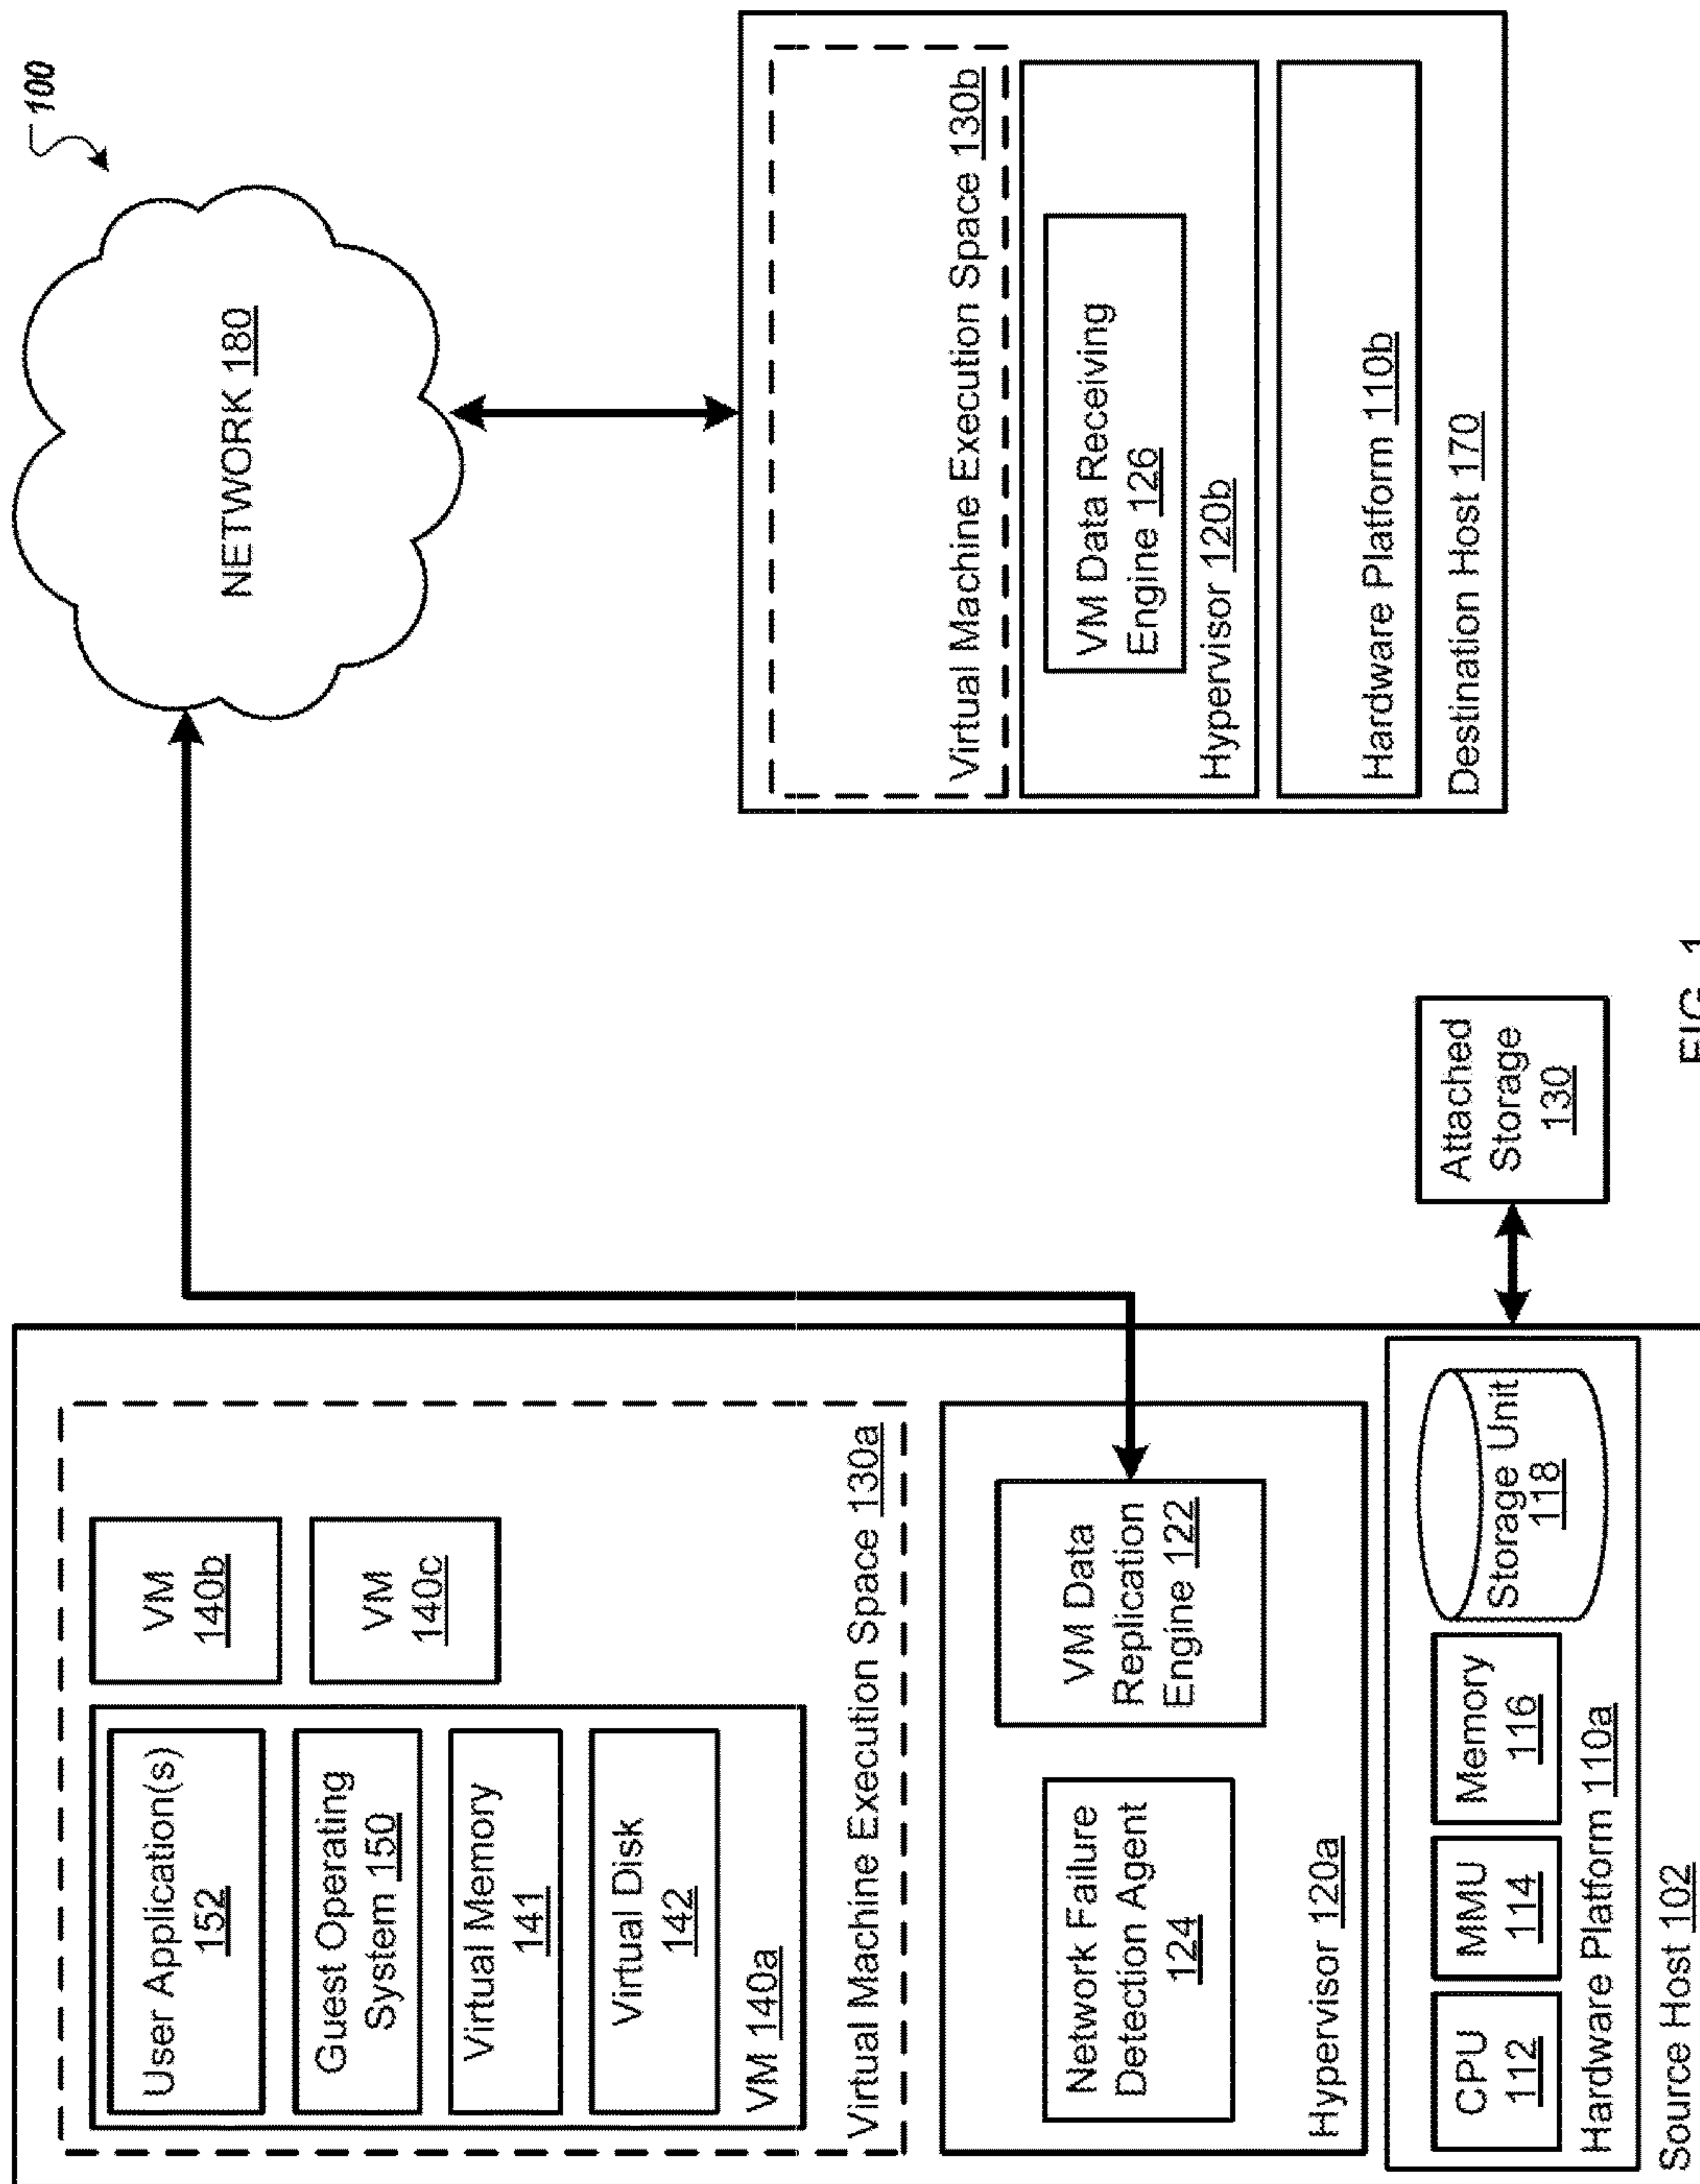 100
NETWORK 180
User Application(s)
152
Guest Operating
System 150
Virtual Memory
141
Virtual Disk
142
VM 140a
VM
140b
VM
140c
Virtual Machine Execution Space 130a
Network Failure
Detection Agent
124
VM Data
Replication
Engine 122
Hypervisor 120a
CPU
112
MMU
114
Memory
116
Storage Unit
118
Hardware Platform 110a
Source Host 102
Attached
Storage
130
Virtual Machine Execution Space 130b
VM Data Receiving
Engine 126
Hypervisor 120b
Hardware Platform 110b
Destination Host 170
FIG. 1